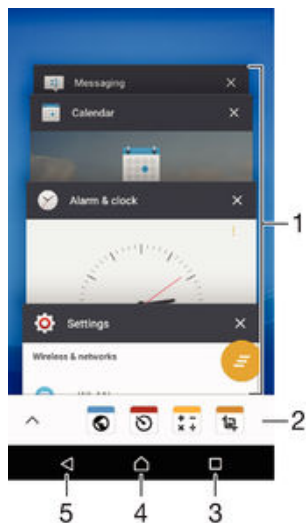 Messaging
Calendar
Alarm & clock
1
Settings
Wireless & networks
2
5
4
3